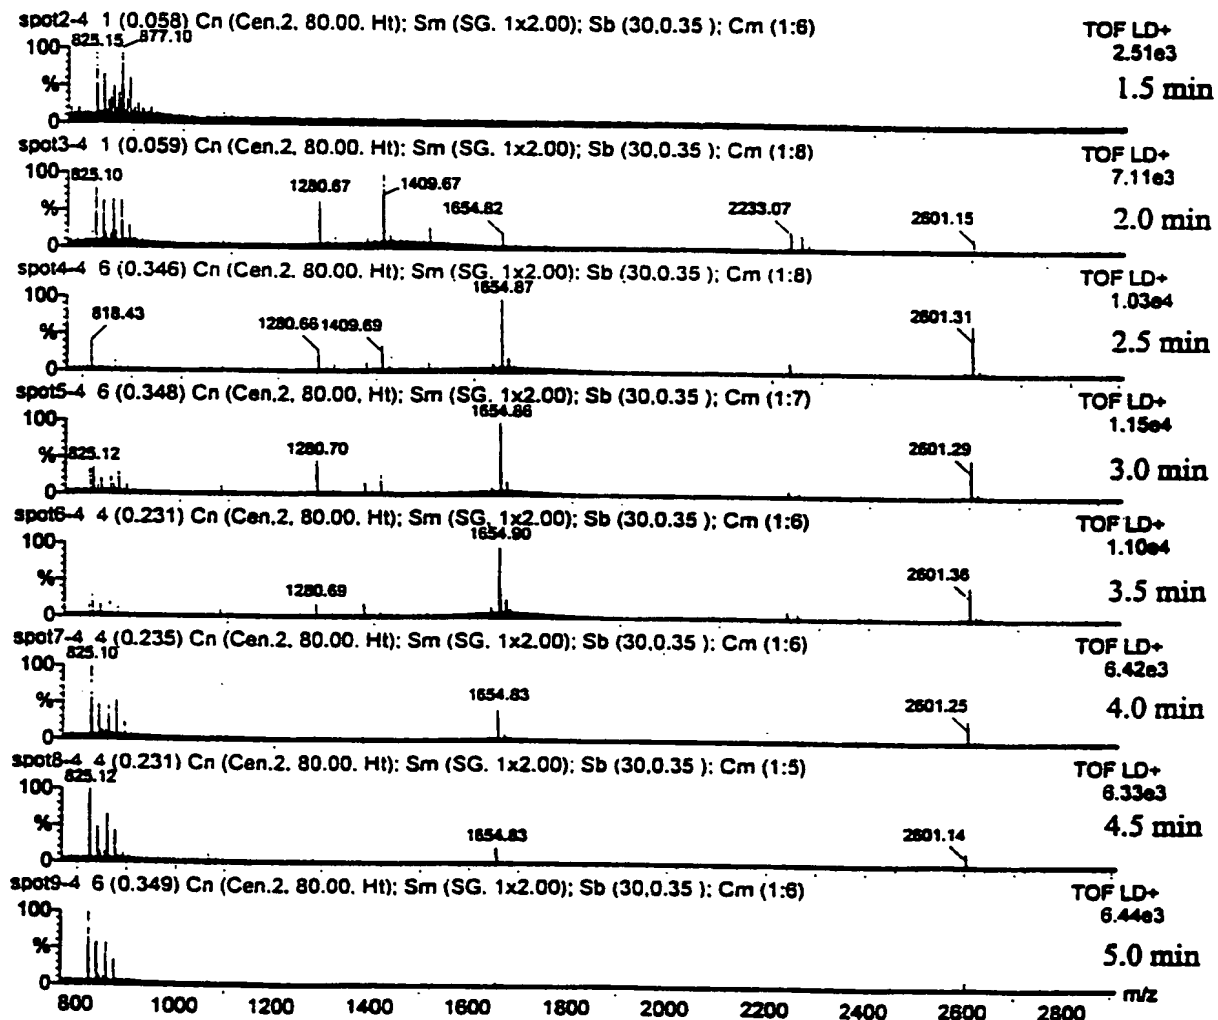 spot2-4 1 (0.058) Cn (Cen.2, 80.00. Ht); Sm (SG. 1x2.00); Sb (30,0.35 ); Cm (1:6)
TOF LD+
2.51e3
1.5 min
825.15 877.10
100
%
0
spot3-4 1 (0.059) Cn (Cen.2, 80.00. Ht); Sm (SG. 1x2.00); Sb (30,0.35 ); Cm (1:8)
TOF LD+
7.11e3
2.0 min
825.10 1280.67 1409.67 1654.82 2233.07 2601.15
100
%
0
spot4-4 6 (0.346) Cn (Cen.2, 80.00. Ht); Sm (SG. 1x2.00); Sb (30,0.35 ); Cm (1:8)
TOF LD+
1.03e4
2.5 min
818.43 1280.66 1409.69 1654.87 2601.31
100
%
0
spot5-4 6 (0.348) Cn (Cen.2, 80.00. Ht); Sm (SG. 1x2.00); Sb (30,0.35 ); Cm (1:7)
TOF LD+
1.15e4
3.0 min
825.12 1280.70 1654.86 2601.29
100
%
0
spot6-4 4 (0.231) Cn (Cen.2, 80.00. Ht); Sm (SG. 1x2.00); Sb (30,0.35 ); Cm (1:6)
TOF LD+
1.10e4
3.5 min
1280.69 1654.90 2601.36
100
%
0
spot7-4 4 (0.235) Cn (Cen.2, 80.00. Ht); Sm (SG. 1x2.00); Sb (30,0.35 ); Cm (1:6)
TOF LD+
6.42e3
4.0 min
825.10 1654.83 2601.25
100
%
0
spot8-4 4 (0.231) Cn (Cen.2. 80.00. Ht); Sm (SG. 1x2.00); Sb (30,0.35 ); Cm (1:5)
TOF LD+
6.33e3
4.5 min
825.12 1654.83 2601.14
100
%
0
spot9-4 6 (0.349) Cn (Cen.2. 80.00. Ht); Sm (SG. 1x2.00); Sb (30,0.35 ); Cm (1:6)
TOF LD+
6.44e3
5.0 min
100
%
0
800 1000 1200 1400 1600 1800 2000 2200 2400 2600 2800 m/z